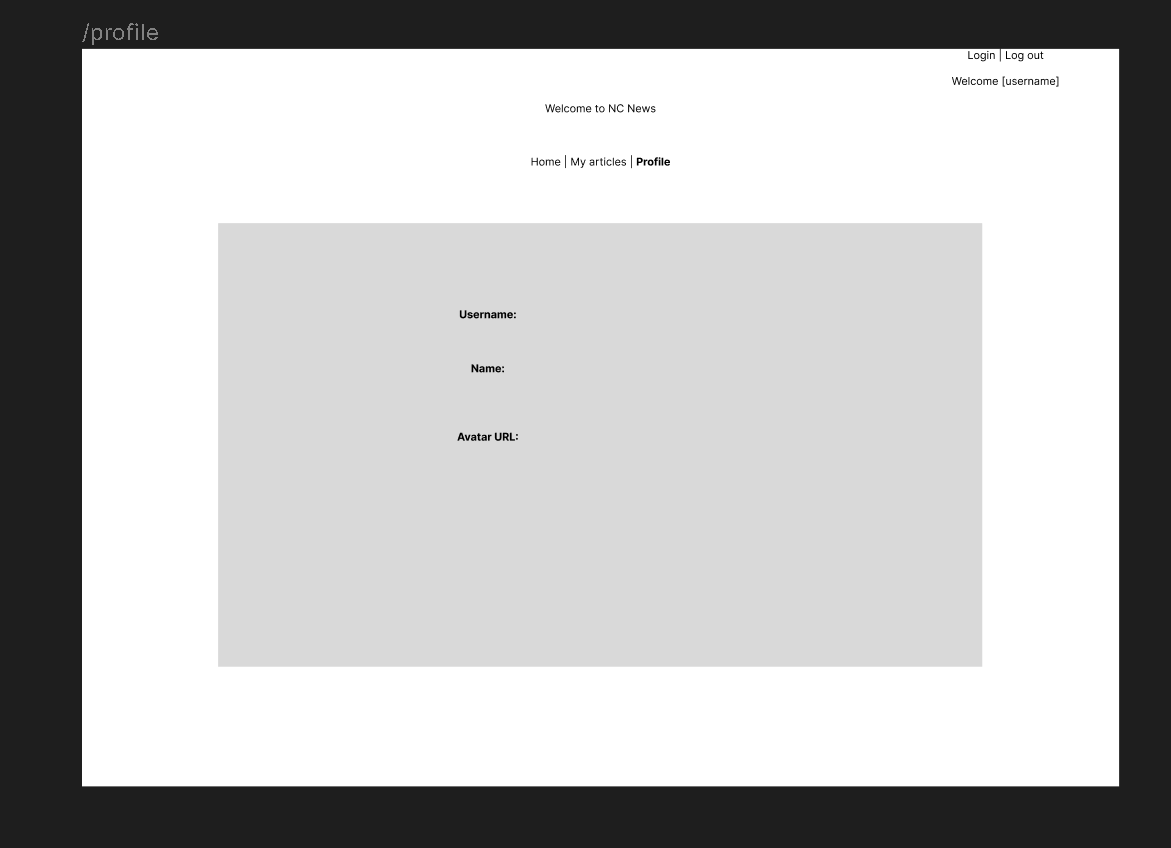 /profile
Login | Log out
Welcome [username]
Welcome to NC News
Home | My articles | Profile
Username:
Name:
Avatar URL: